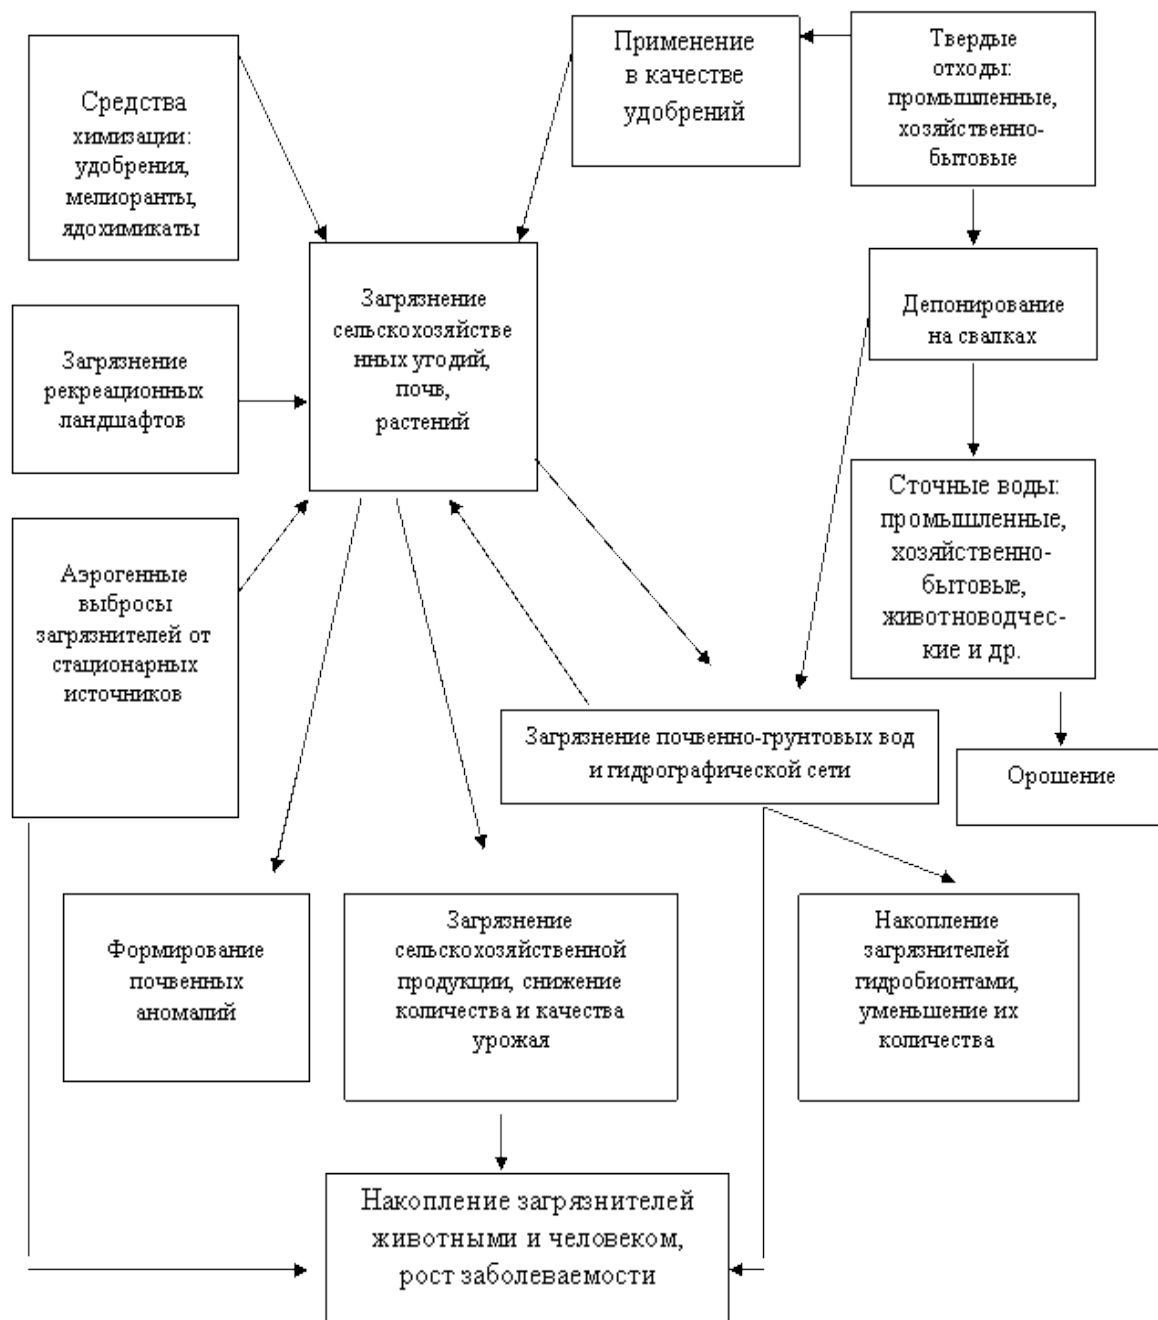 Применение
в качестве
удобрений
Твердые
отходы:
промышленные,
хозяйственно-
бытовые
Средства
химизации:
удобрения,
мелиоранты,
ядохимикаты
Загрязнение
сельскохозяйстве
нных угодий,
почв,
растений
Депонирование
на свалках
Загрязнение
рекреационных
ландшафтов
Сточные воды:
промышленные,
хозяйственно-
бытовые,
животноводчес-
кие и др.
Аэрогенные
выбросы
загрязнителей от
стационарных
источников
Загрязнение почвенно-грунтовых вод
и гидрографической сети
Орошение
Формирование
почвенных
аномалий
Загрязнение
сельскохозяйственной
продукции, снижение
количества и качества
урожая
Накопление
загрязнителей
гидробионтами,
уменьшение их
количества
Накопление загрязнителей
животными и человеком,
рост заболеваемости